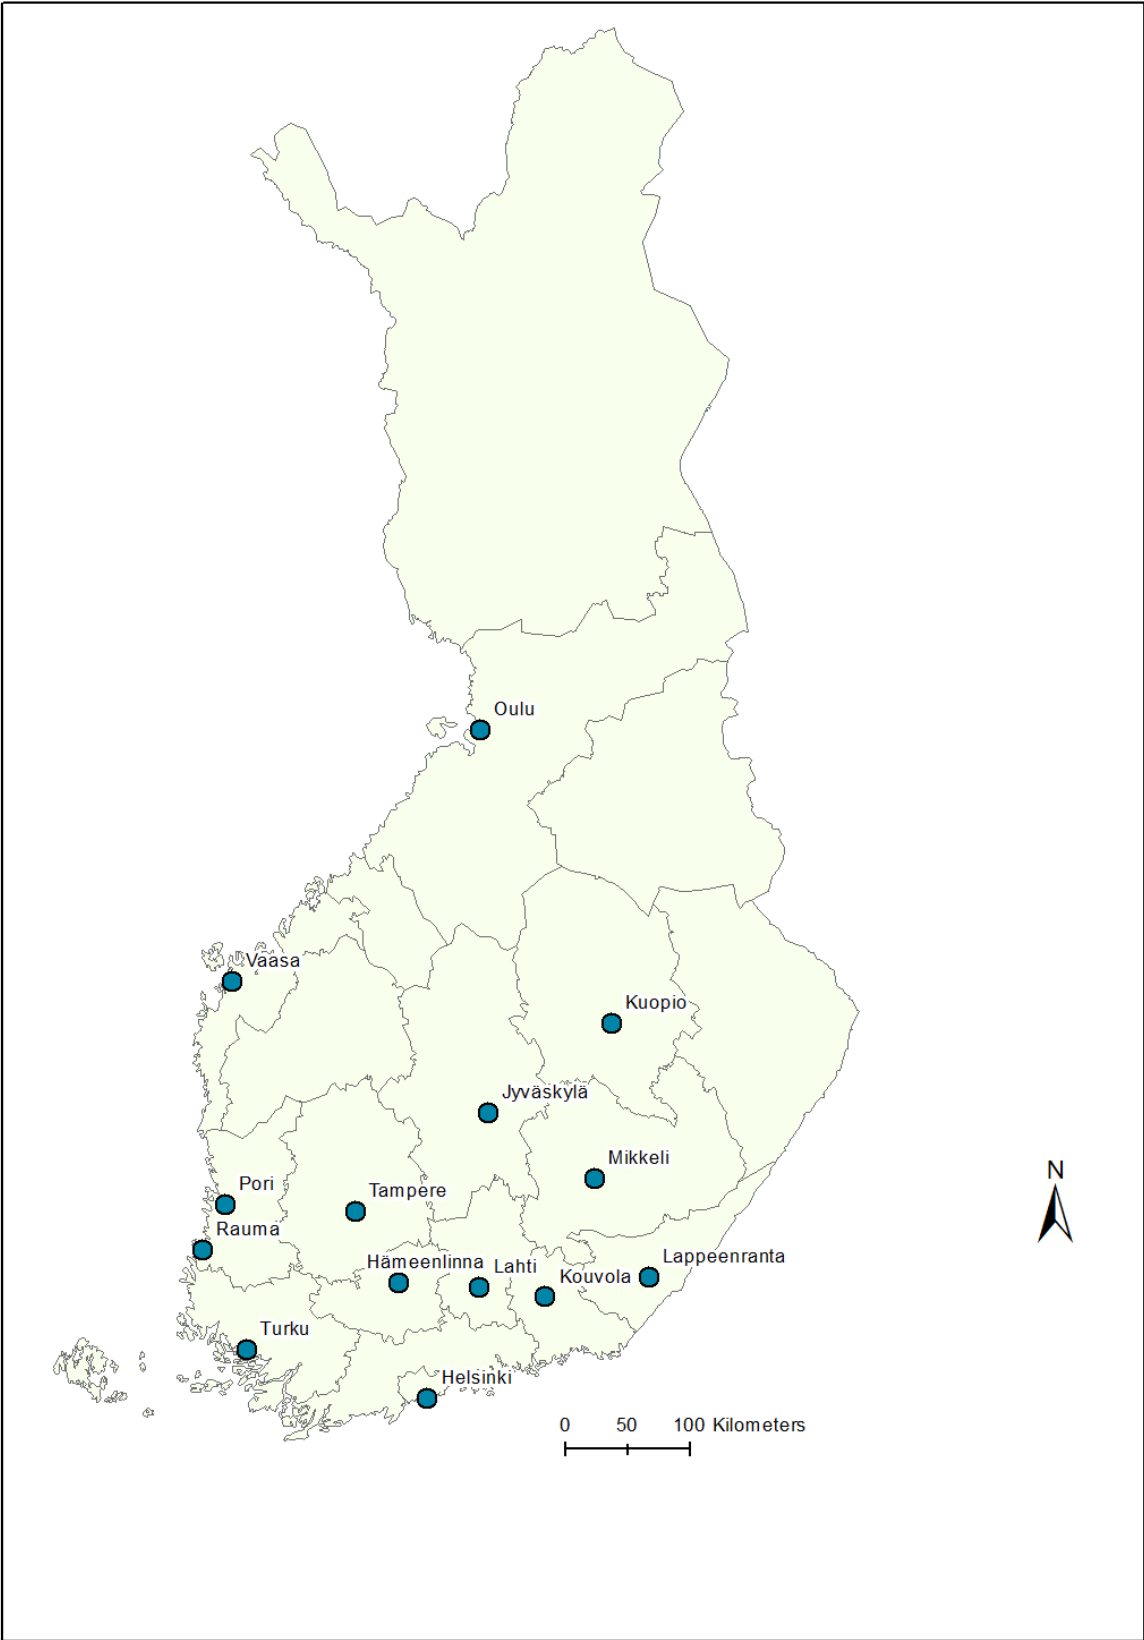 Oulu
Vaasa
Kuopio
Jyväskylä
Mikkeli
N
Pori
Tampere
Rauma
Hämeenlinna
Lahti
Kouvola
Lappeenranta
Turku
Helsinki
0 50 100 Kilometers